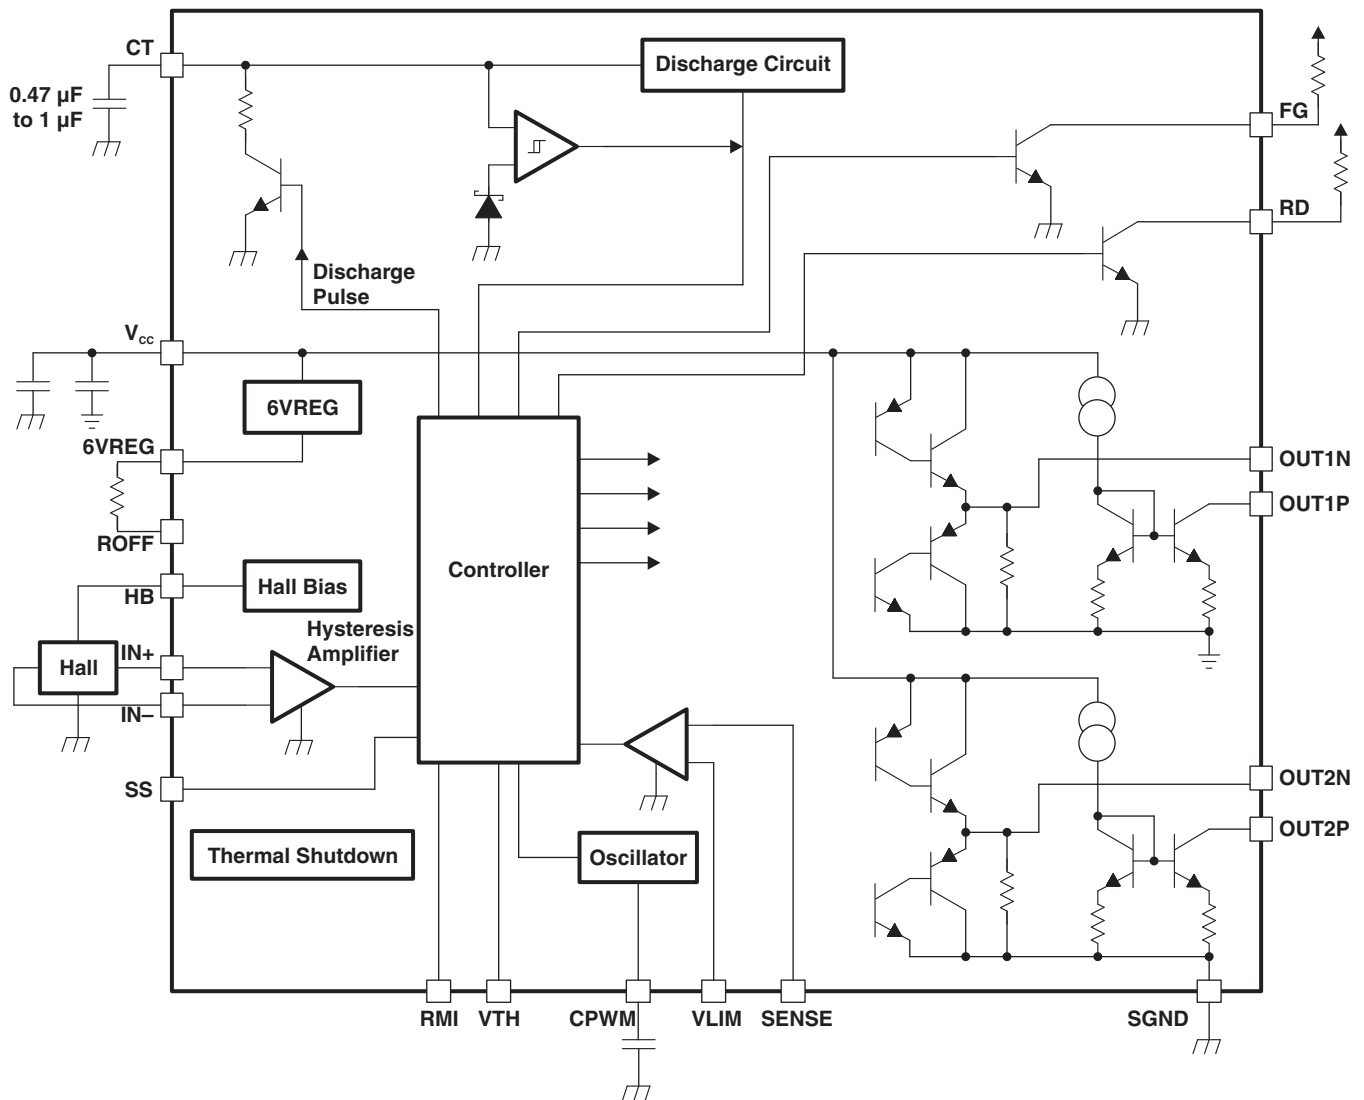 CT
Discharge Circuit
0.47 µF
to 1 µF
FG
RD
Discharge
Pulse
VCC
6VREG
6VREG
OUT1N
OUT1P
ROFF
Controller
HB
Hall Bias
Hysteresis
Amplifier
IN+
Hall
IN–
SS
OUT2N
OUT2P
Thermal Shutdown
Oscillator
RMI
VTH
CPWM
VLIM
SENSE
SGND